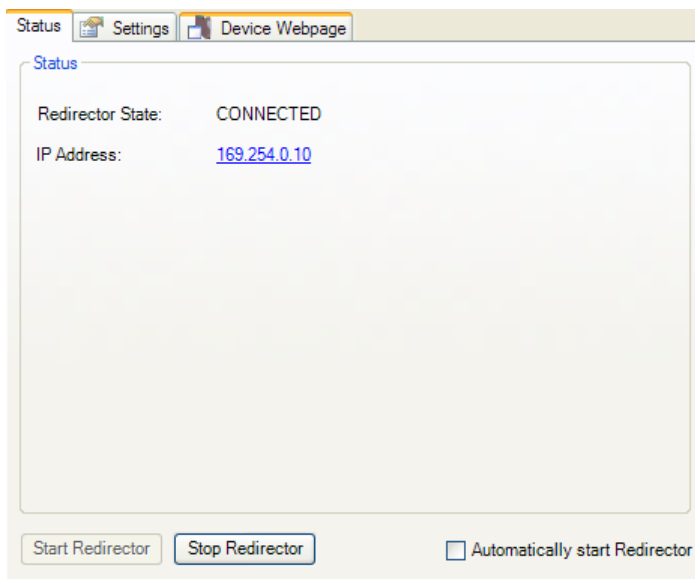 Status Settings Device Webpage
Status
Redirector State: CONNECTED
IP Address: 169.254.0.10
Start Redirector Stop Redirector Automatically start Redirector